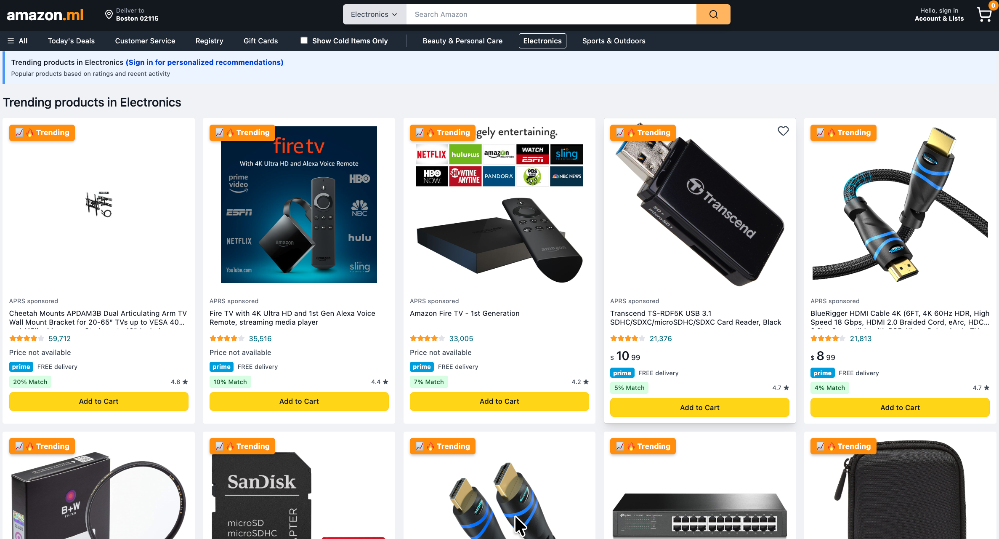 amazon.ml
Deliver to
Boston 02115
Electronics
Search Amazon
Hello, sign in
Account & Lists
0
All
Today's Deals
Customer Service
Registry
Gift Cards
Show Cold Items Only
Beauty & Personal Care
Electronics
Sports & Outdoors
Trending products in Electronics (Sign in for personalized recommendations)
Popular products based on ratings and recent activity
Trending products in Electronics
Trending
APRS sponsored
Cheetah Mounts APDAM3B Dual Articulating Arm TV
Wall Mount Bracket for 20-65" TVs up to VESA 40...
59,712
Price not available
prime FREE delivery
20% Match
4.6
Add to Cart
Trending
fire tv
With 4K Ultra HD and Alexa Voice Remote
prime video
HBO
ESPN
NBC
NETFLIX
hulu
amazon
amazon
YouTube.com
sling
APRS sponsored
Fire TV with 4K Ultra HD and 1st Gen Alexa Voice
Remote, streaming media player
35,516
Price not available
prime FREE delivery
10% Match
4.4
Add to Cart
Trending
gely entertaining.
NETFLIX
huluPLUS
amazon instant video
WATCH ESPN
sling TELEVISION
HBO NOW
SHOWTIME ANYTIME
PANDORA
PBS KIDS
NBC NEWS
amazon
APRS sponsored
Amazon Fire TV - 1st Generation
33,005
Price not available
prime FREE delivery
7% Match
4.2
Add to Cart
Trending
Transcend
SD
microSD
APRS sponsored
Transcend TS-RDF5K USB 3.1
SDHC/SDXC/microSDHC/SDXC Card Reader, Black
21,376
$ 10 99
prime FREE delivery
5% Match
4.7
Add to Cart
Trending
HDMI
APRS sponsored
BlueRigger HDMI Cable 4K (6FT, 4K 60Hz HDR, High
Speed 18 Gbps, HDMI 2.0 Braided Cord, eArc, HDC...
21,813
$ 8 99
prime FREE delivery
4% Match
4.7
Add to Cart
Trending
B+W
FILTER
Trending
SanDisk
microSD
microSDHC
Trending
HDMI
Trending
tp-link
Trending